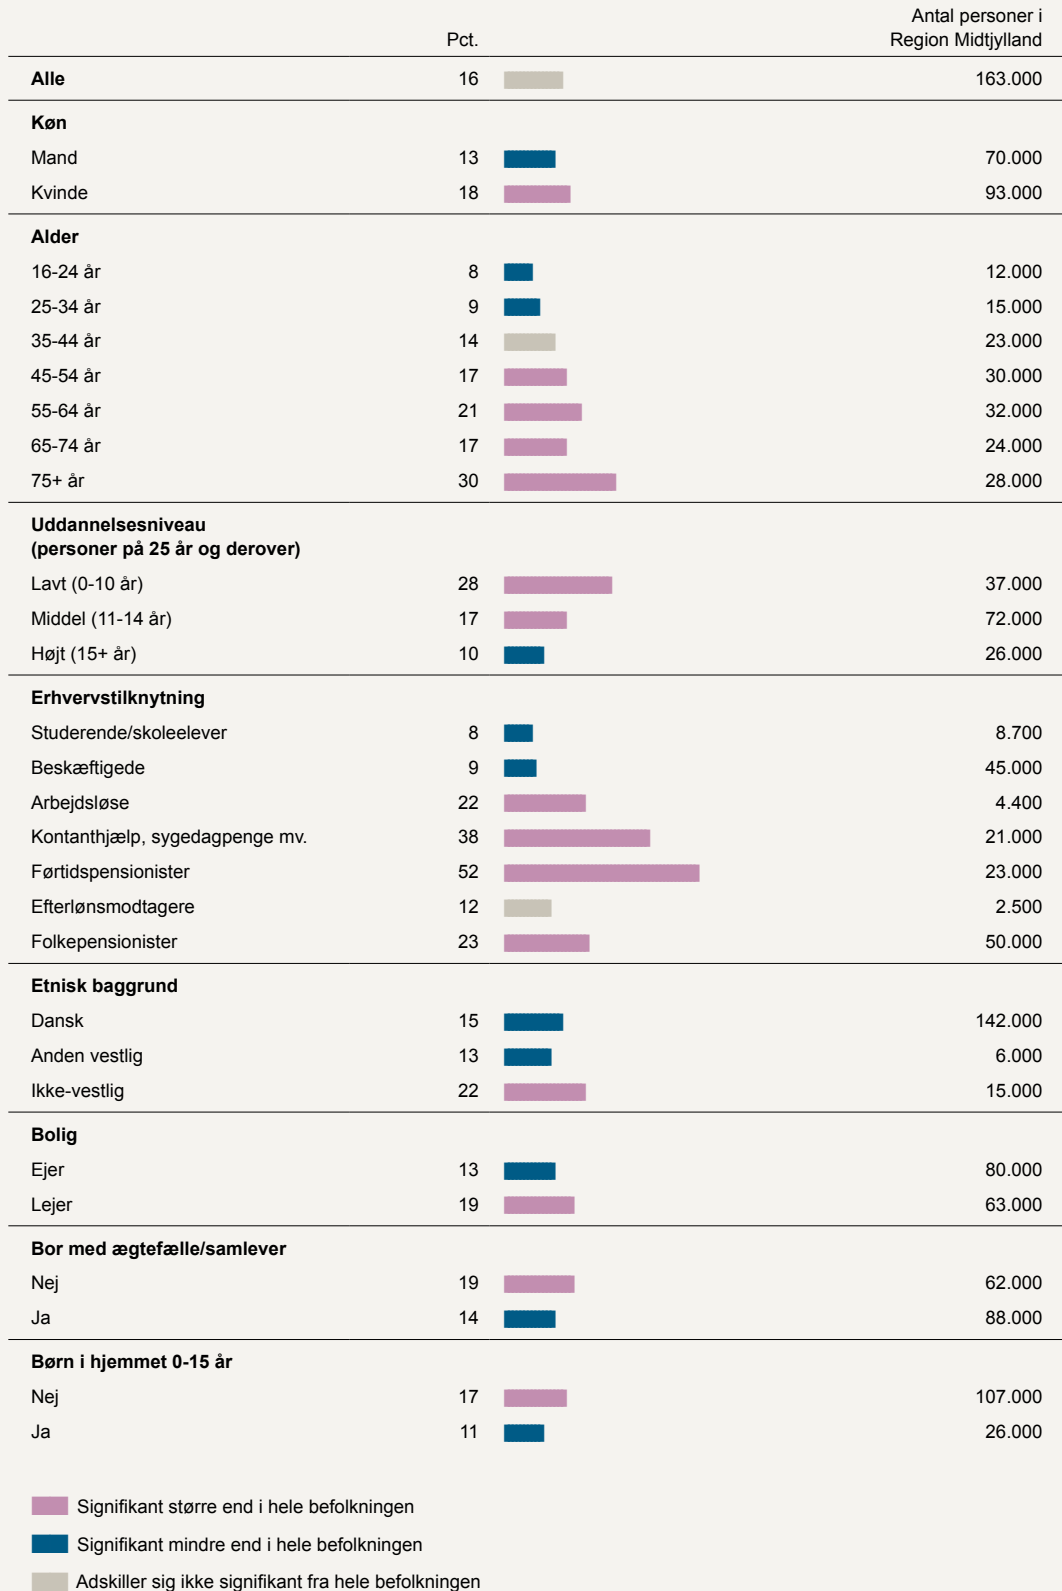 Antal personer i
Pct. Region Midtjylland
Alle 16 163.000
Køn
Mand 13 70.000
Kvinde 18 93.000
Alder
16-24 år 8 12.000
25-34 år 9 15.000
35-44 år 14 23.000
45-54 år 17 30.000
55-64 år 21 32.000
65-74 år 17 24.000
75+ år 30 28.000
Uddannelsesniveau
(personer på 25 år og derover)
Lavt (0-10 år) 28 37.000
Middel (11-14 år) 17 72.000
Højt (15+ år) 10 26.000
Erhvervstilknytning
Studerende/skoleelever 8 8.700
Beskæftigede 9 45.000
Arbejdsløse 22 4.400
Kontanthjælp, sygedagpenge mv. 38 21.000
Førtidspensionister 52 23.000
Efterlønsmodtagere 12 2.500
Folkepensionister 23 50.000
Etnisk baggrund
Dansk 15 142.000
Anden vestlig 13 6.000
Ikke-vestlig 22 15.000
Bolig
Ejer 13 80.000
Lejer 19 63.000
Bor med ægtefælle/samlever
Nej 19 62.000
Ja 14 88.000
Børn i hjemmet 0-15 år
Nej 17 107.000
Ja 11 26.000
Signifikant større end i hele befolkningen
Signifikant mindre end i hele befolkningen
Adskiller sig ikke signifikant fra hele befolkningen